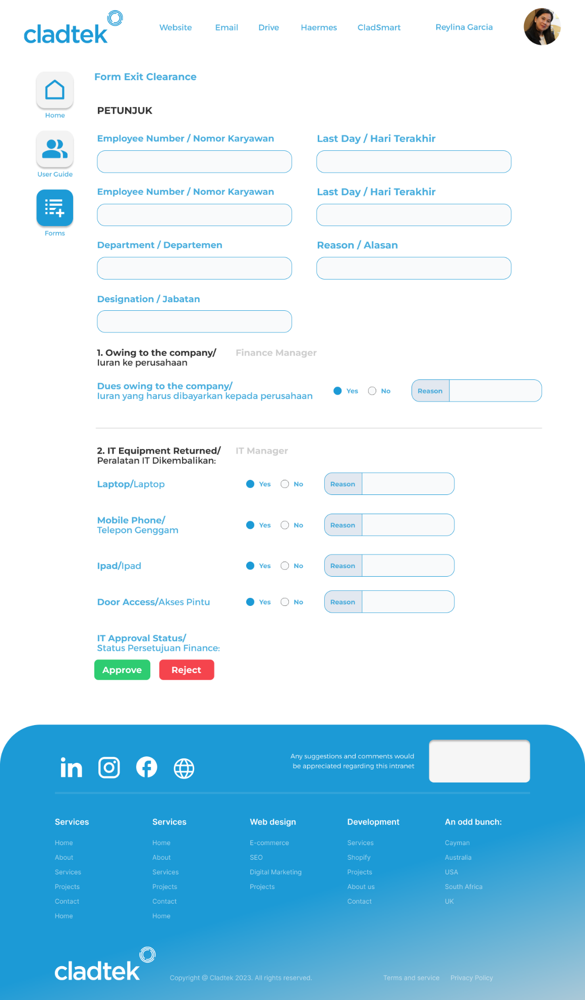 cladtek
Website Email Drive Haermes CladSmart Reylina Garcia
Home
User Guide
Forms
Form Exit Clearance
PETUNJUK
Employee Number / Nomor Karyawan
Last Day / Hari Terakhir
Employee Number / Nomor Karyawan
Last Day / Hari Terakhir
Department / Departemen
Reason / Alasan
Designation / Jabatan
1. Owing to the company/ Finance Manager
Iuran ke perusahaan
Dues owing to the company/
Iuran yang harus dibayarkan kepada perusahaan
Yes No Reason
2. IT Equipment Returned/ IT Manager
Peralatan IT Dikembalikan:
Laptop/Laptop Yes No Reason
Mobile Phone/
Telepon Genggam
Yes No Reason
Ipad/Ipad Yes No Reason
Door Access/Akses Pintu Yes No Reason
IT Approval Status/
Status Persetujuan Finance:
Approve Reject
in
Any suggestions and comments would
be appreciated regarding this intranet
Services
Home
About
Services
Projects
Contact
Home
Services
Home
About
Services
Projects
Contact
Home
Web design
E-commerce
SEO
Digital Marketing
Projects
Development
Services
Shopify
Projects
About us
Contact
An odd bunch:
Cayman
Australia
USA
South Africa
UK
cladtek
Copyright @ Cladtek 2023. All rights reserved.
Terms and service Privacy Policy